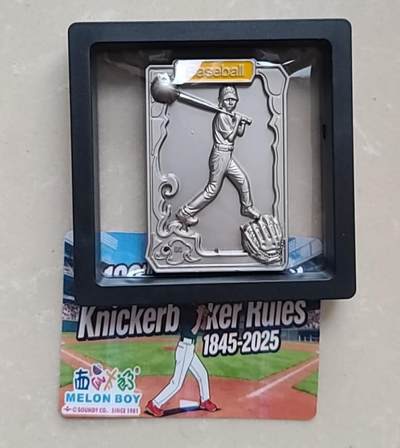 Baseball
Knickerb ker Rules
1845-2025
MELON BOY
© SOUNDY CO. SINCE 1981